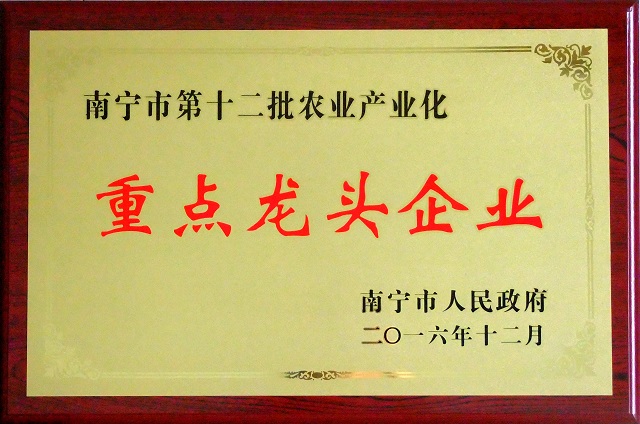 南宁市第十二批农业产业化
重点龙头企业
南宁市人民政府
二〇一六年十二月